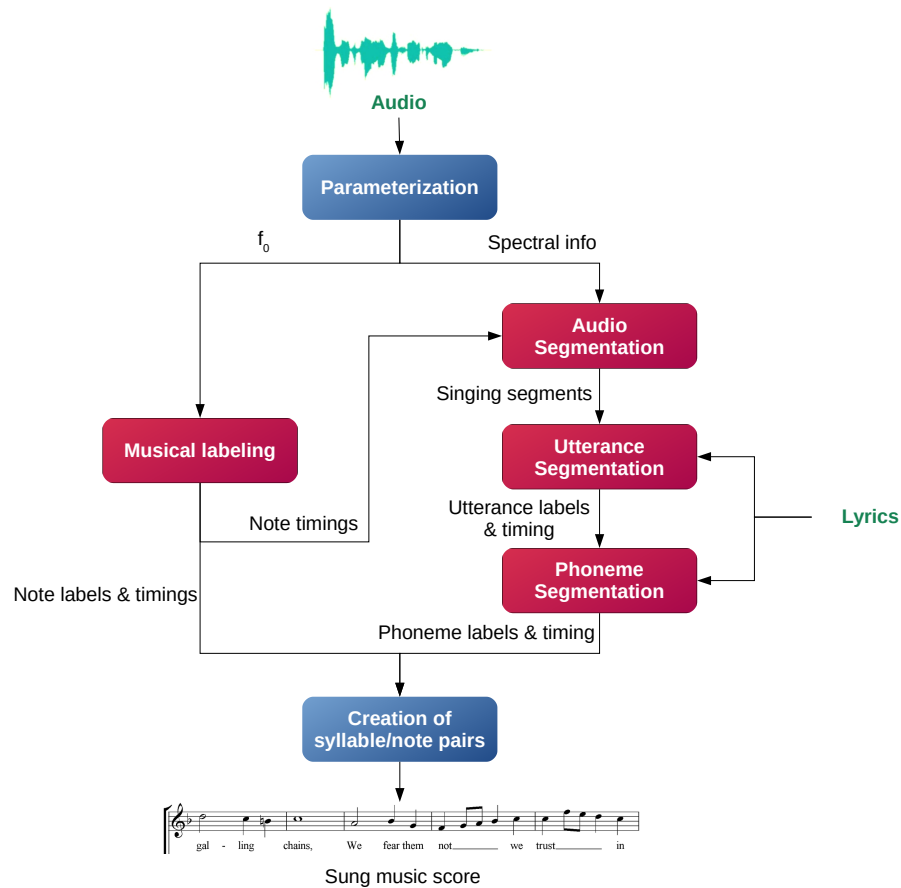 Audio
Parameterization
f0
Spectral info
Audio
Segmentation
Singing segments
Musical labeling
Utterance
Segmentation
Note timings
Utterance labels
& timing
Lyrics
Phoneme
Segmentation
Note labels & timings
Phoneme labels & timing
Creation of
syllable/note pairs
gal - ling chains, We fear them not we trust in
Sung music score